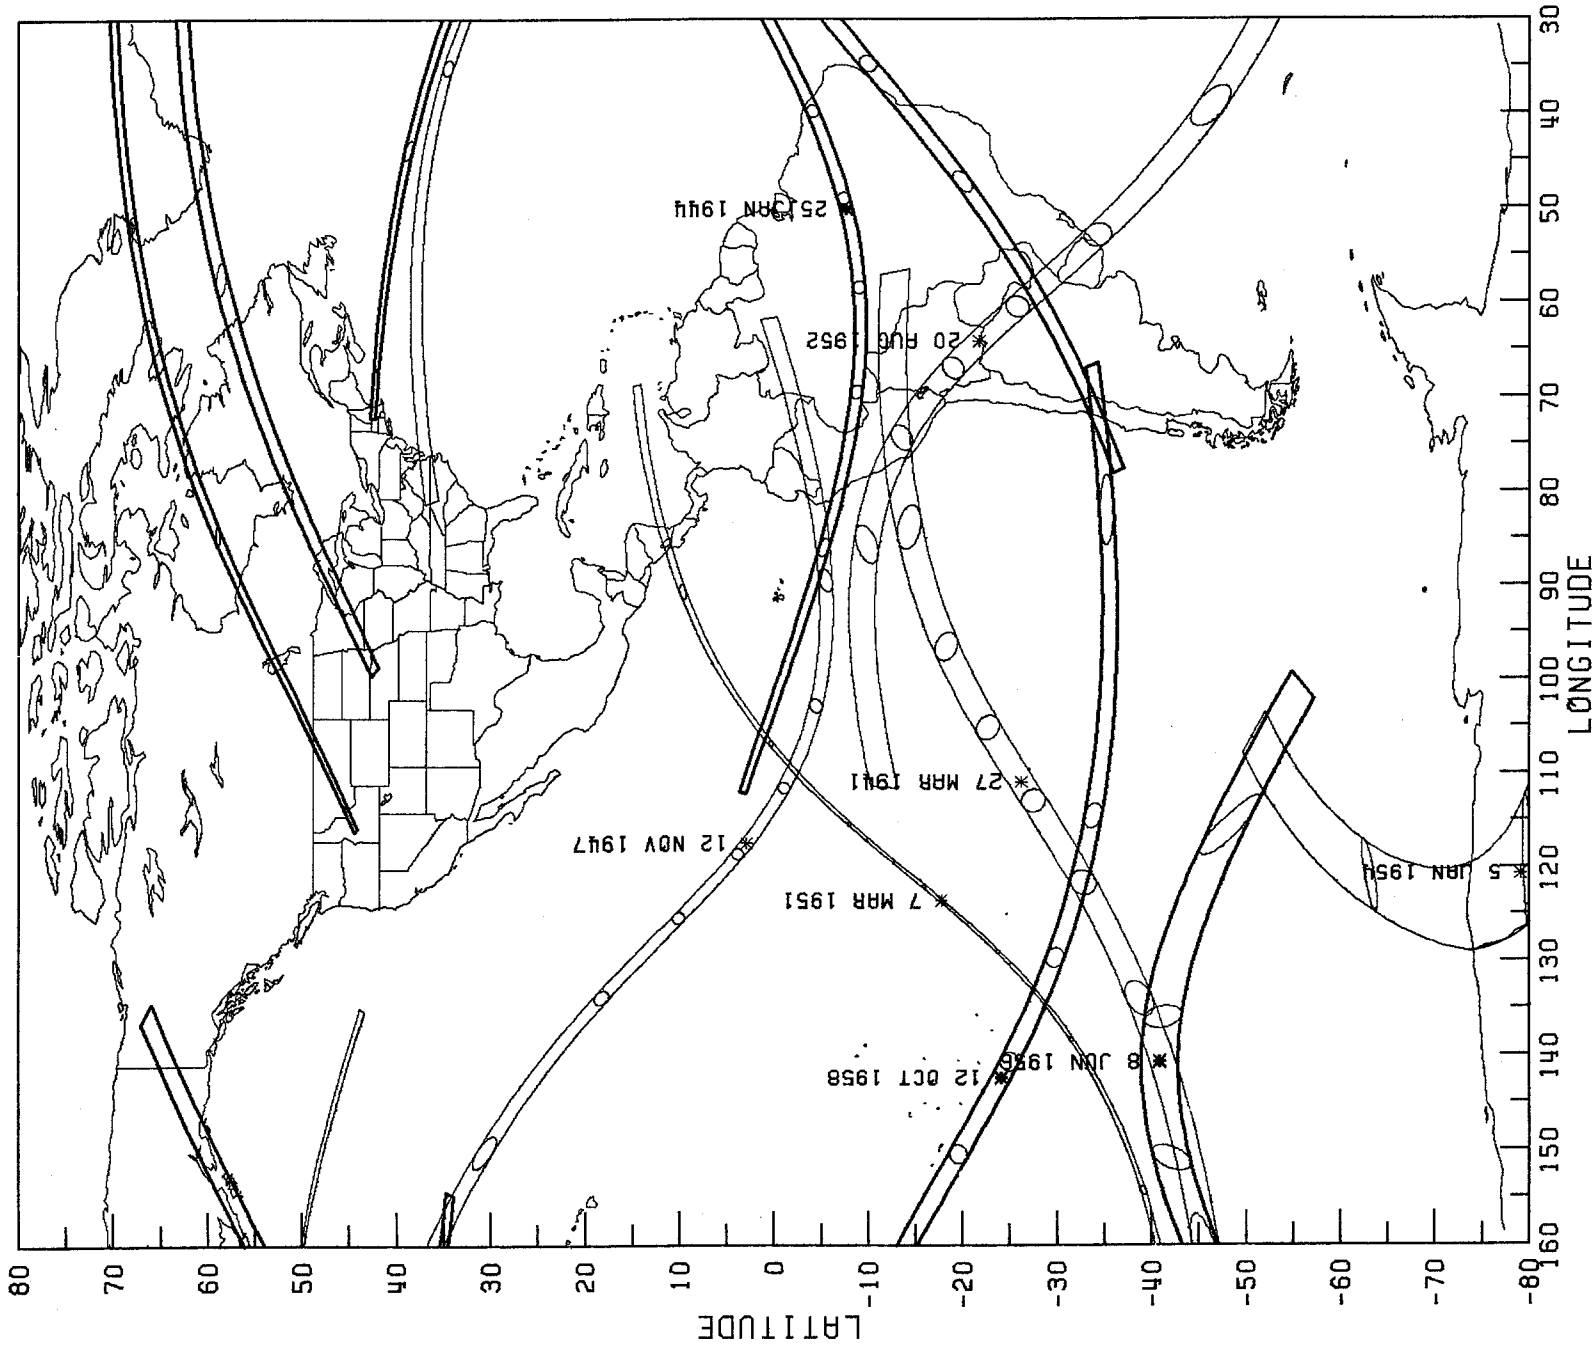 80 70 60 50 40 30 20 10 0 -10 -20 -30 -40 -50 -60 -70 -80
LATITUDE
160 150 140 130 120 110 100 90 80 70 60 50 40 30
LONGITUDE
25 JAN 1944
20 AUG 1952
27 MAR 1941
12 NOV 1947
7 MAR 1951
5 JAN 1954
8 JUN 1956
12 OCT 1958